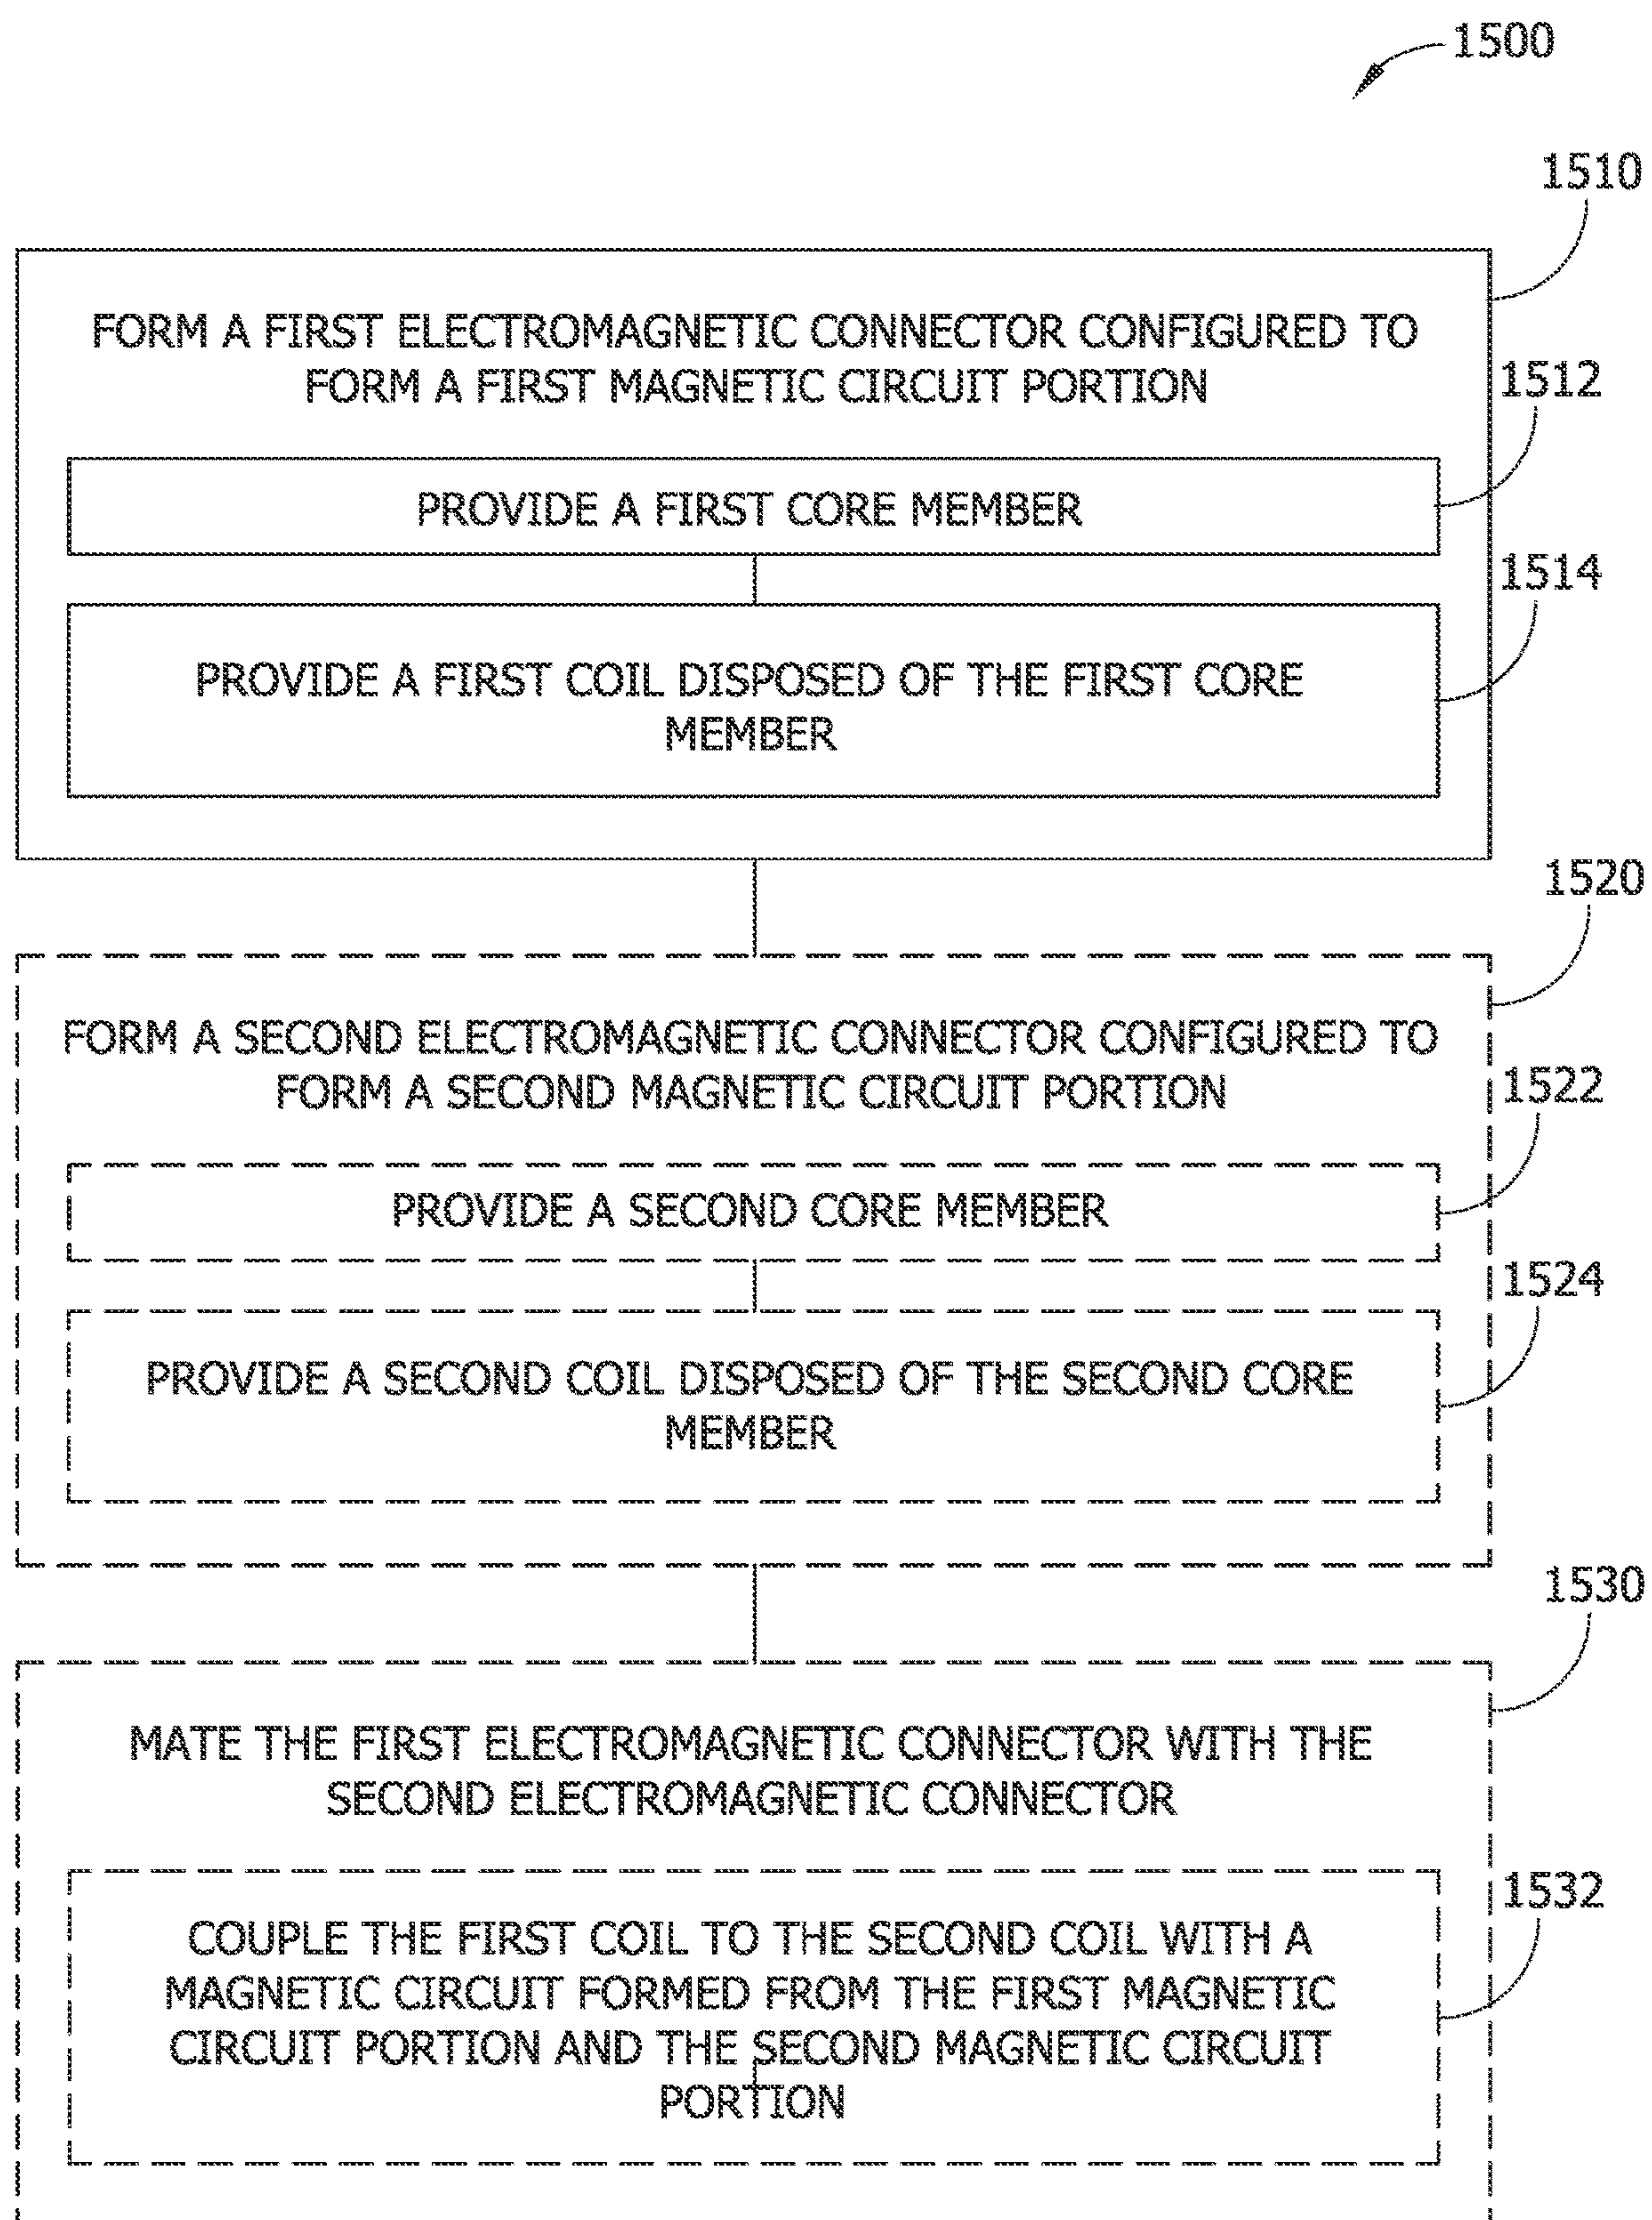 1500
1510
FORM A FIRST ELECTROMAGNETIC CONNECTOR CONFIGURED TO
FORM A FIRST MAGNETIC CIRCUIT PORTION
1512
PROVIDE A FIRST CORE MEMBER
1514
PROVIDE A FIRST COIL DISPOSED OF THE FIRST CORE
MEMBER
1520
FORM A SECOND ELECTROMAGNETIC CONNECTOR CONFIGURED TO
FORM A SECOND MAGNETIC CIRCUIT PORTION
1522
PROVIDE A SECOND CORE MEMBER
1524
PROVIDE A SECOND COIL DISPOSED OF THE SECOND CORE
MEMBER
1530
MATE THE FIRST ELECTROMAGNETIC CONNECTOR WITH THE
SECOND ELECTROMAGNETIC CONNECTOR
1532
COUPLE THE FIRST COIL TO THE SECOND COIL WITH A
MAGNETIC CIRCUIT FORMED FROM THE FIRST MAGNETIC
CIRCUIT PORTION AND THE SECOND MAGNETIC CIRCUIT
PORTION